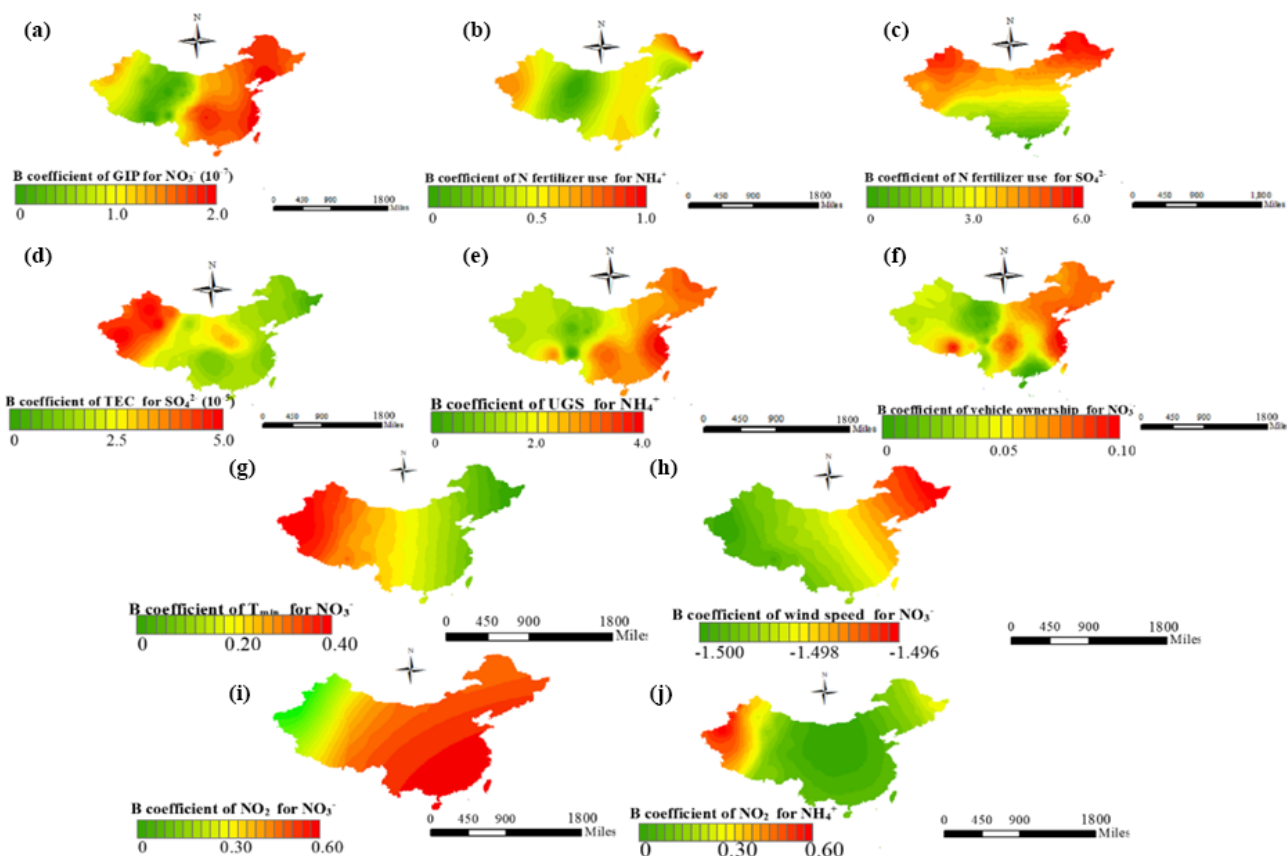 (a)
N
B coefficient of GIP for NO₃⁻ (10⁻⁷)
0 1.0 2.0
0 430 900 1800
Miles
(b)
N
B coefficient of N fertilizer use for NH₄⁺
0 0.5 1.0
0 450 900 1800
Miles
(c)
N
B coefficient of N fertilizer use for SO₄²⁻
0 3.0 6.0
0 450 900 1,800
Miles
(d)
N
B coefficient of TEC for SO₄²⁻ (10⁻⁵)
0 2.5 5.0
0 450 900 1800
Miles
(e)
N
B coefficient of UGS for NH₄⁺
0 2.0 4.0
0 450 900 1800
Miles
(f)
N
B coefficient of vehicle ownership for NO₃⁻
0 0.05 0.10
0 450 900 1800
Miles
(g)
N
B coefficient of Tmin for NO₃⁻
0 0.20 0.40
0 450 900 1800
Miles
(h)
N
B coefficient of wind speed for NO₃⁻
-1.500 -1.498 -1.496
0 450 900 1800
Miles
(i)
N
B coefficient of NO₂ for NO₃⁻
0 0.30 0.60
0 450 900 1800
Miles
(j)
N
B coefficient of NO₂ for NH₄⁺
0 0.30 0.60
0 450 900 1800
Miles